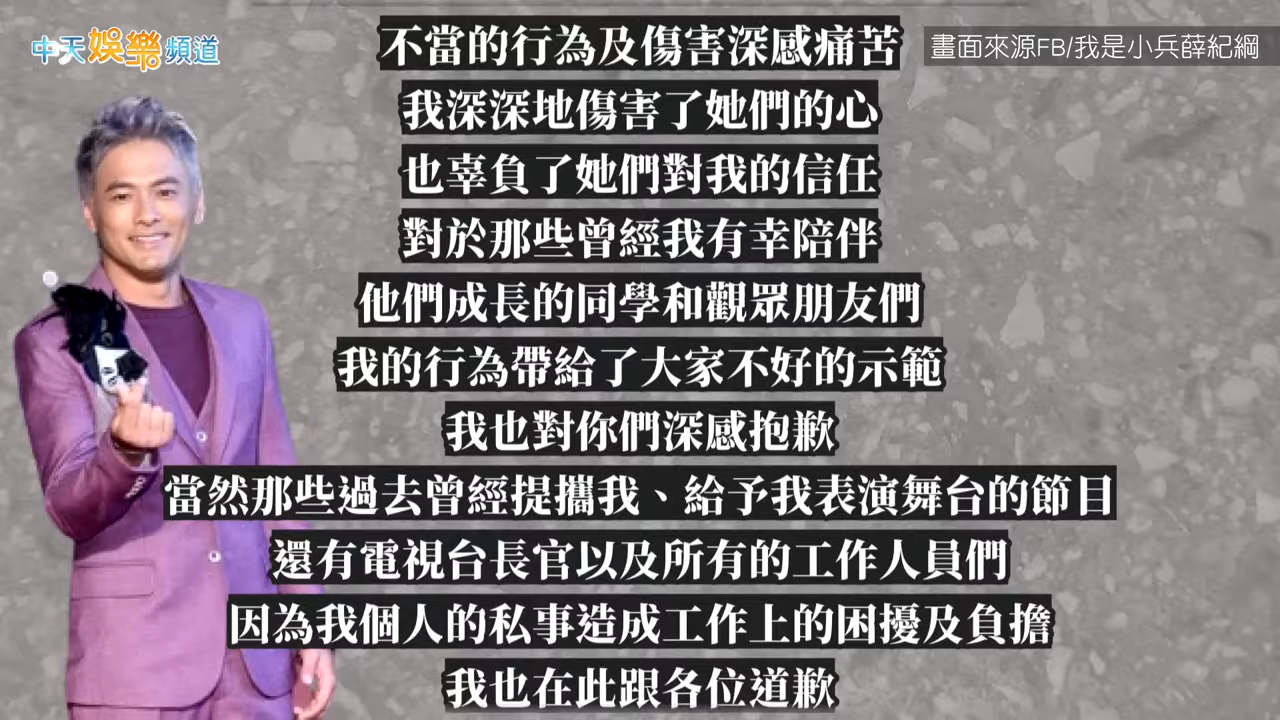 中天娛樂頻道
畫面來源FB/我是小兵薛紀綱
不當的行為及傷害深感痛苦
我深深地傷害了她們的心
也辜負了她們對我的信任
對於那些曾經我有幸陪伴
他們成長的同學和觀眾朋友們
我的行為帶給了大家不好的示範
我也對你們深感抱歉
當然那些過去曾經提攜我、給予我表演舞台的節目
還有電視台長官以及所有的工作人員們
因為我個人的私事造成工作上的困擾及負擔
我也在此跟各位道歉